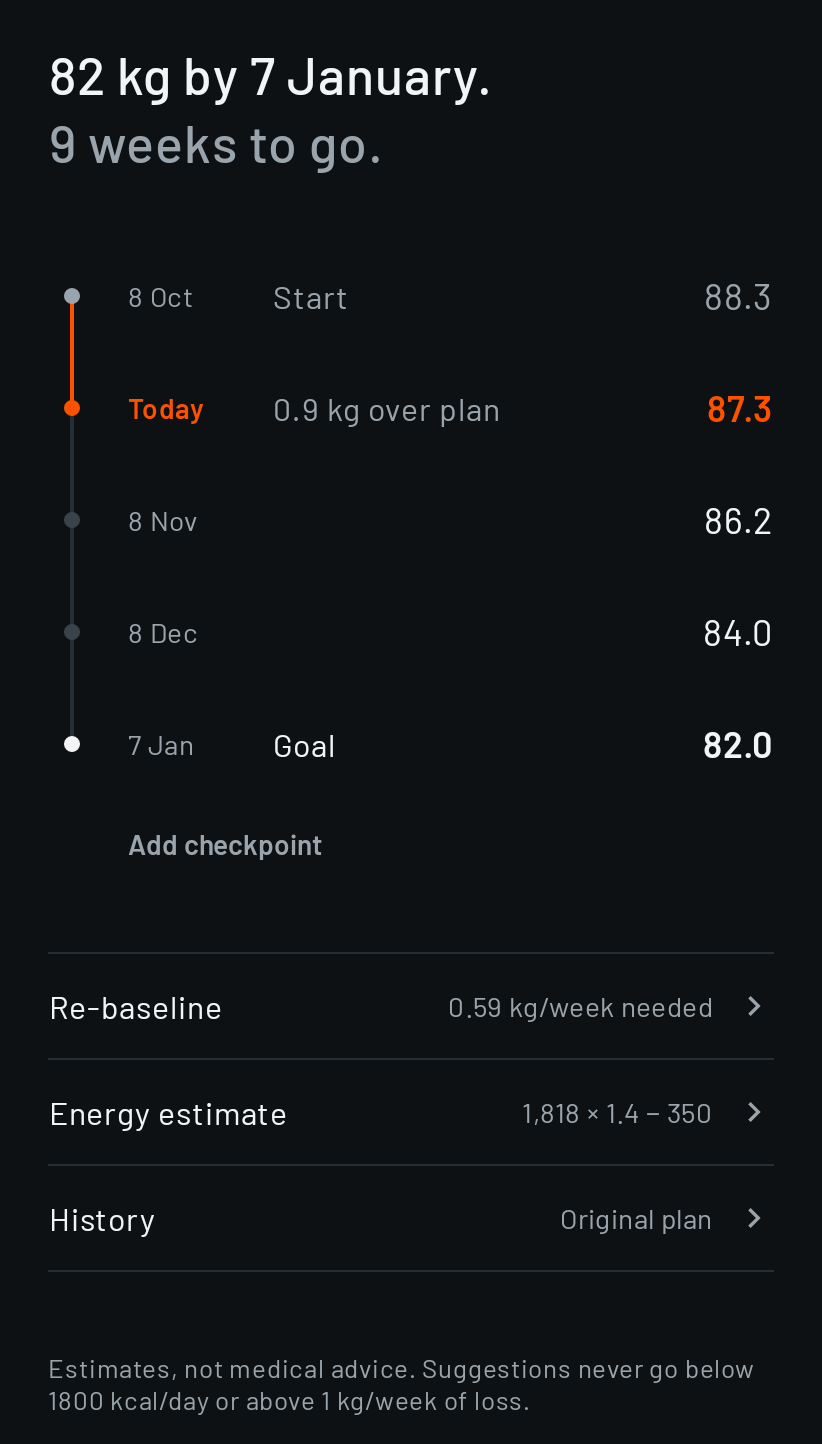 82 kg by 7 January.
9 weeks to go.
8 Oct Start 88.3
Today 0.9 kg over plan 87.3
8 Nov 86.2
8 Dec 84.0
7 Jan Goal 82.0
Add checkpoint
Re-baseline 0.59 kg/week needed
Energy estimate 1,818 × 1.4 − 350
History Original plan
Estimates, not medical advice. Suggestions never go below
1800 kcal/day or above 1 kg/week of loss.